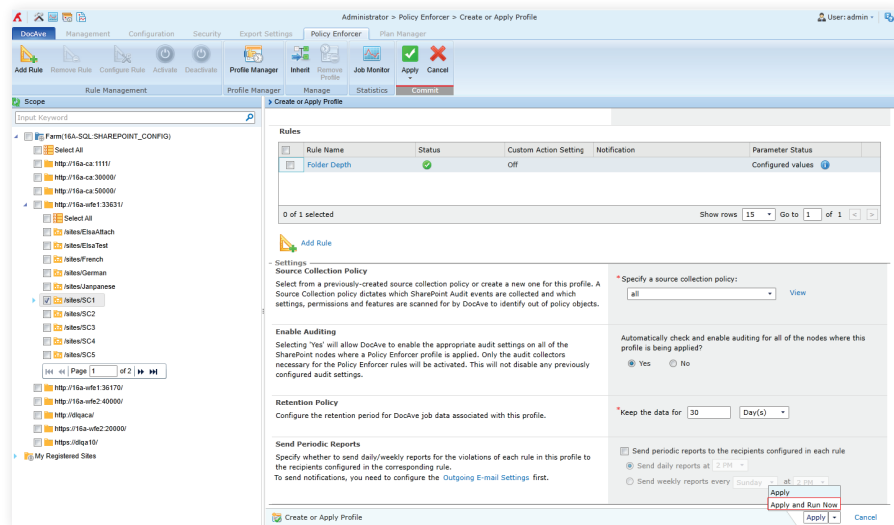 Administrator > Policy Enforcer > Create or Apply Profile
User: admin
DocAve Management Configuration Security Export Settings Policy Enforcer Plan Manager
Add Rule Remove Rule Configure Rule Activate Deactivate Profile Manager Inherit Remove Profile Job Monitor Apply Cancel
Rule Management Profile Manager Manage Statistics Commit
Scope
Create or Apply Profile
Input Keyword
Farm(16A-SQL:SHAREPOINT_CONFIG)
Select All
http://16a-ca:1111/
http://16a-ca:30000/
http://16a-ca:50000/
http://16a-wfe1:33631/
Select All
/sites/ElsaAttach
/sites/ElsaTest
/sites/French
/sites/German
/sites/Janpanese
/sites/SC1
/sites/SC2
/sites/SC3
/sites/SC4
/sites/SC5
Page 1 of 2
http://16a-wfe1:36170/
http://16a-wfe2:40000/
http://dlqaca/
https://16a-wfe2:20000/
https://dlqa10/
My Registered Sites
Rules
Rule Name Status Custom Action Setting Notification Parameter Status
Folder Depth Off Configured values
0 of 1 selected Show rows 15 Go to 1 of 1
Add Rule
Settings
Source Collection Policy
Select from a previously-created source collection policy or create a new one for this profile. A
Source Collection policy dictates which SharePoint Audit events are collected and which
settings, permissions and features are scanned for by DocAve to identify out of policy objects.
*Specify a source collection policy:
all View
Enable Auditing
Selecting 'Yes' will allow DocAve to enable the appropriate audit settings on all of the
SharePoint nodes where a Policy Enforcer profile is applied. Only the audit collectors
necessary for the Policy Enforcer rules will be activated. This will not disable any previously
configured audit settings.
Automatically check and enable auditing for all of the nodes where this
profile is being applied?
Yes No
Retention Policy
Configure the retention period for DocAve job data associated with this profile.
*Keep the data for 30 Day(s)
Send Periodic Reports
Specify whether to send daily/weekly reports for the violations of each rule in this profile to
the recipients configured in the corresponding rule.
To send notifications, you need to configure the Outgoing E-mail Settings first.
Send periodic reports to the recipients configured in each rule
Send daily reports at 2 PM
Send weekly reports every Sunday at 2 PM
Apply
Apply and Run Now
Create or Apply Profile
Apply Cancel